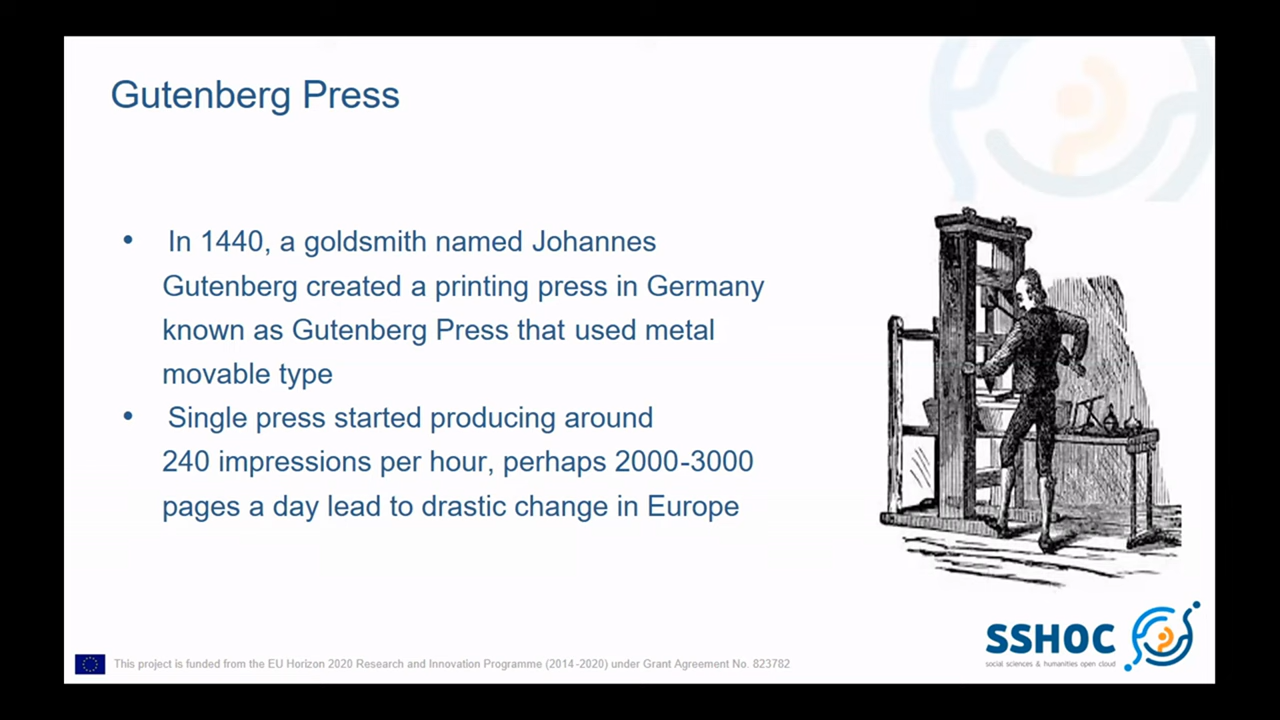 Gutenberg Press
• In 1440, a goldsmith named Johannes
Gutenberg created a printing press in Germany
known as Gutenberg Press that used metal
movable type
• Single press started producing around
240 impressions per hour, perhaps 2000-3000
pages a day lead to drastic change in Europe
SSHOC
social sciences & humanities open cloud
This project is funded from the EU Horizon 2020 Research and Innovation Programme (2014-2020) under Grant Agreement No. 823782